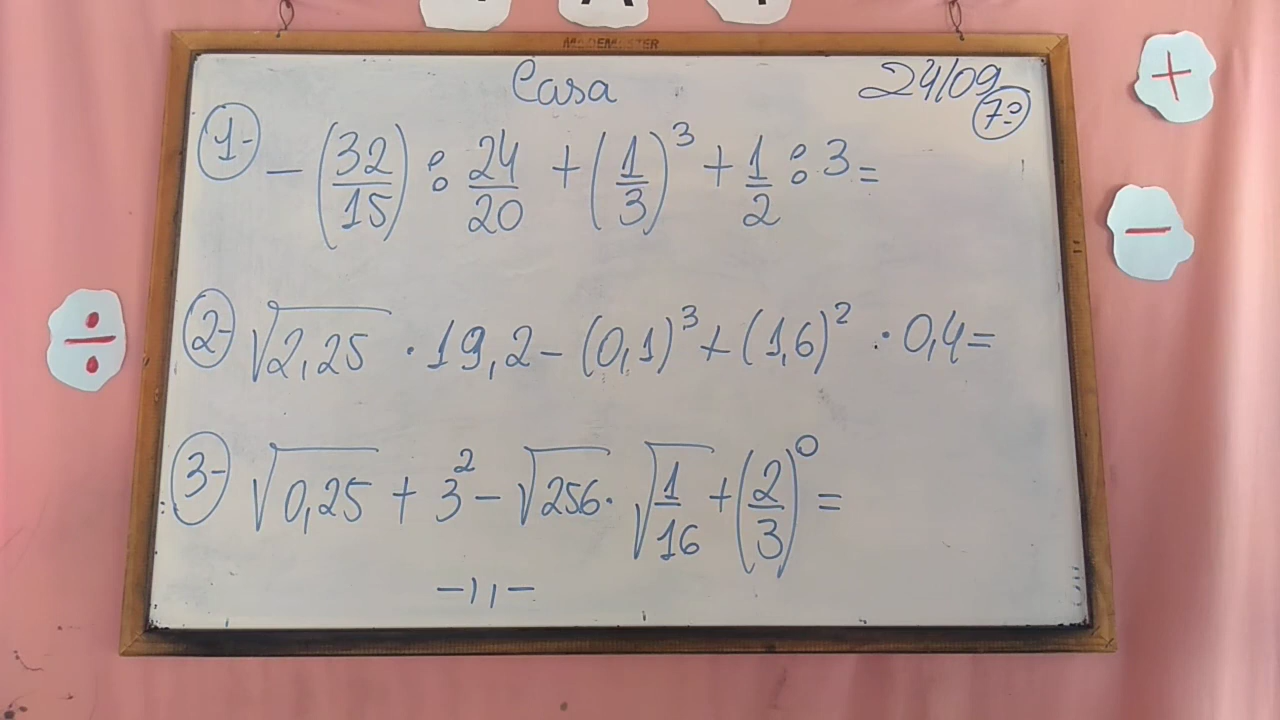 MODEMASTER
Casa 24/09
7º
1- - (32/15) : 24/20 + (1/3)³ + 1/2 : 3 =
2- √2,25 · 19,2 - (0,1)³ + (1,6)² · 0,4 =
3- √0,25 + 3² - √256 · √1/16 + (2/3)⁰ =
-,,-
+
-
÷